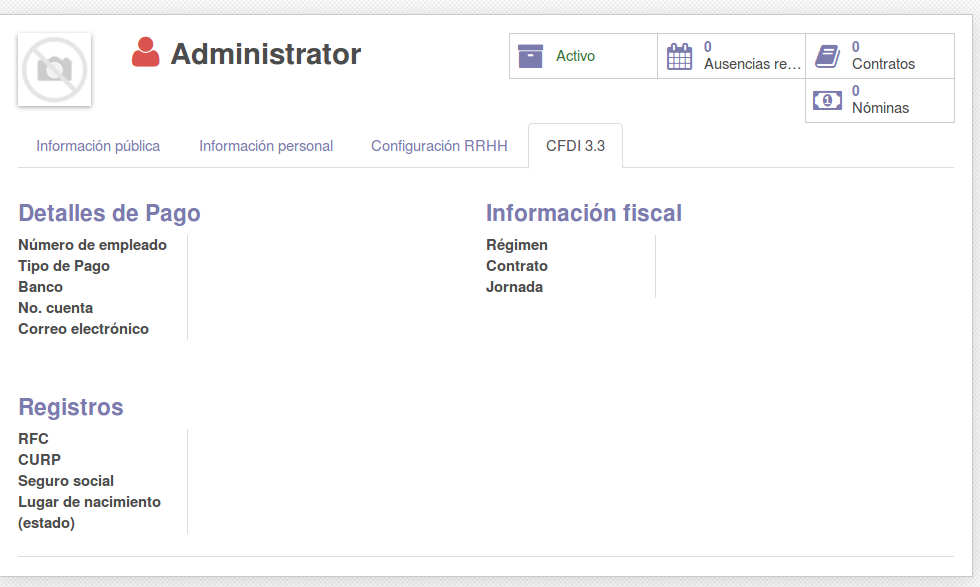 Administrator
Activo
0
Ausencias re...
0
Contratos
0
Nóminas
Información pública
Información personal
Configuración RRHH
CFDI 3.3
Detalles de Pago
Número de empleado
Tipo de Pago
Banco
No. cuenta
Correo electrónico
Información fiscal
Régimen
Contrato
Jornada
Registros
RFC
CURP
Seguro social
Lugar de nacimiento
(estado)